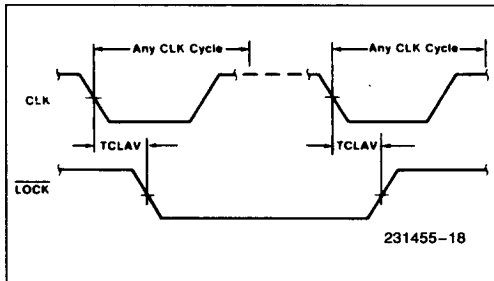 Any CLK Cycle Any CLK Cycle
CLK
TCLAV TCLAV
LOCK
231455-18